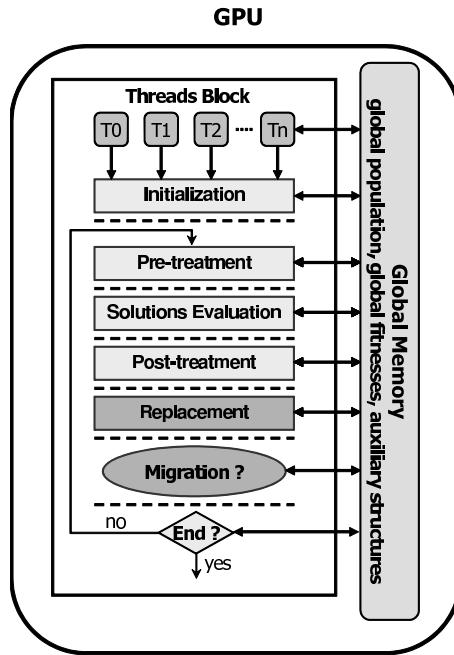 GPU
Threads Block
T0 T1 T2 .... Tn
Initialization
Pre-treatment
Solutions Evaluation
Post-treatment
Replacement
Migration ?
no
End ?
yes
Global Memory
global population, global fitnesses, auxiliary structures